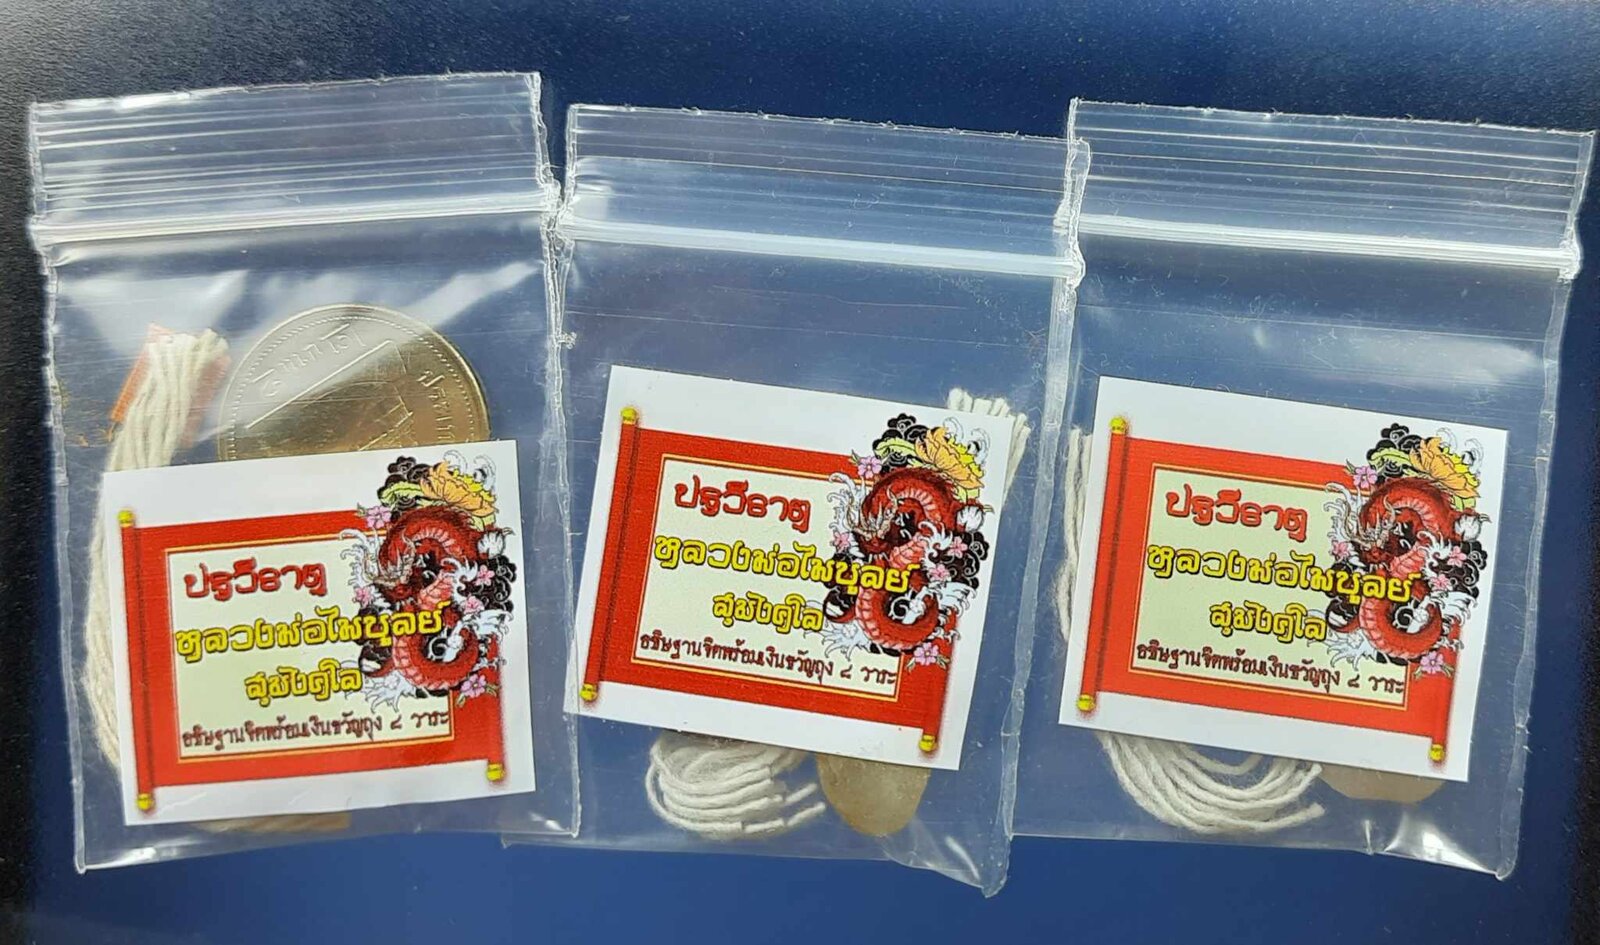 ปฐวีธาตุ
หลวงพ่อไพบูลย์
สุมังคโล
อธิษฐานจิตพร้อมเงินขวัญถุง ๔ วาระ
ปฐวีธาตุ
หลวงพ่อไพบูลย์
สุมังคโล
อธิษฐานจิตพร้อมเงินขวัญถุง ๔ วาระ
ปฐวีธาตุ
หลวงพ่อไพบูลย์
สุมังคโล
อธิษฐานจิตพร้อมเงินขวัญถุง ๔ วาระ